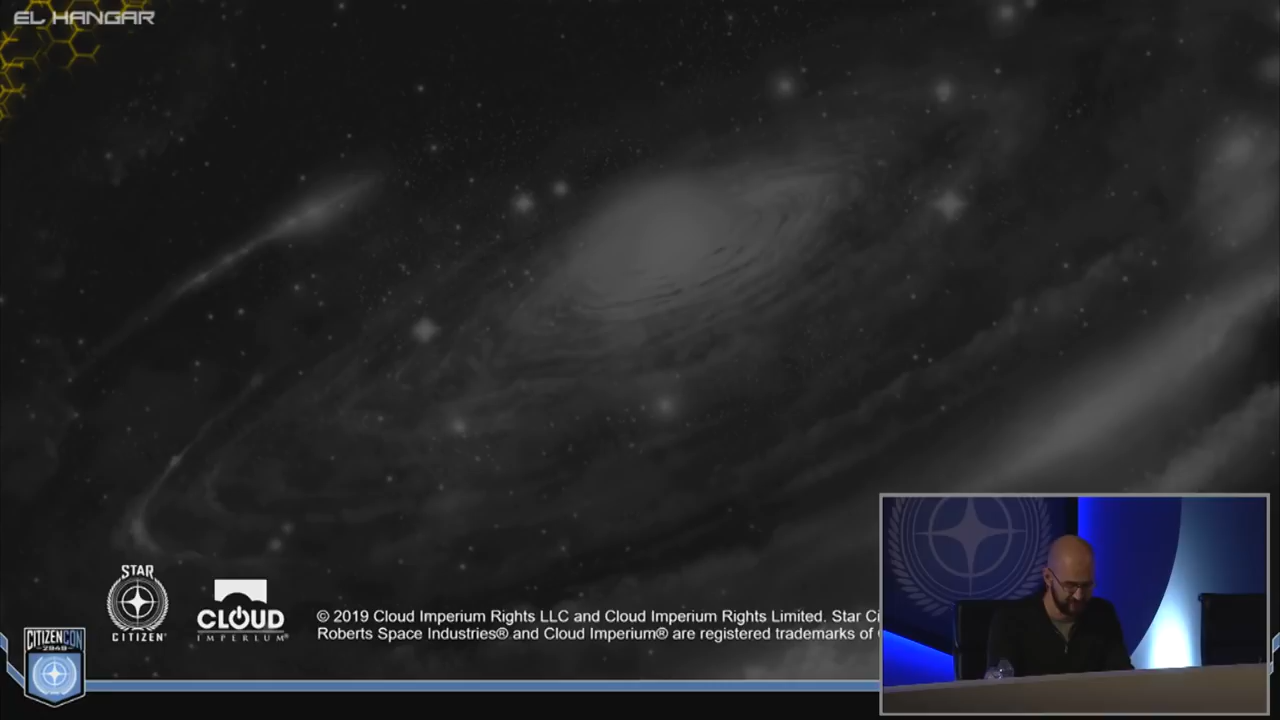 EL HANGAR
STAR
CITIZEN®
CLOUD
IMPERIUM®
© 2019 Cloud Imperium Rights LLC and Cloud Imperium Rights Limited. Star Ci
Roberts Space Industries® and Cloud Imperium® are registered trademarks of
CITIZENCON
2949